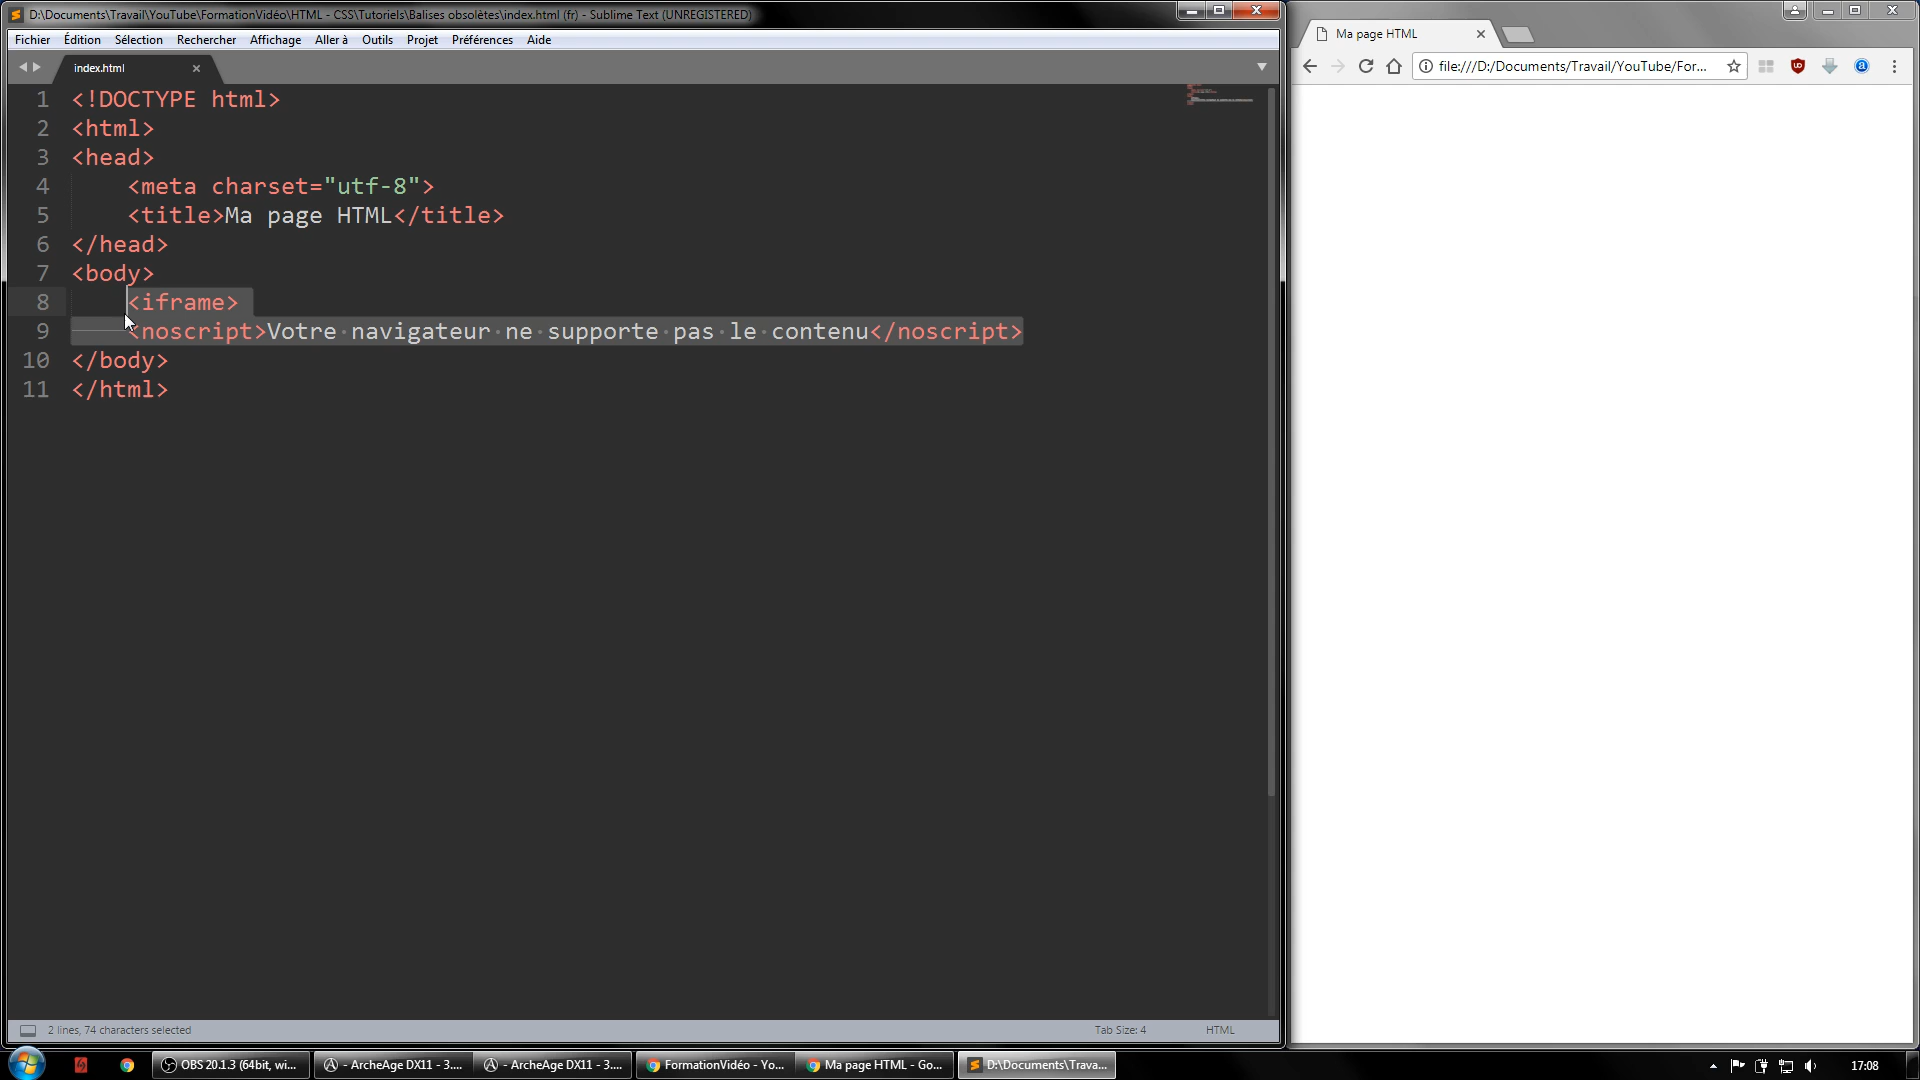 D:\Documents\Travail\YouTube\FormationVidéo\HTML - CSS\Tutoriels\Balises obsolètes\index.html (fr) - Sublime Text (UNREGISTERED)
Fichier Édition Sélection Rechercher Affichage Aller à Outils Projet Préférences Aide
index.html
1 <!DOCTYPE html>
2 <html>
3 <head>
4 <meta charset="utf-8">
5 <title>Ma page HTML</title>
6 </head>
7 <body>
8 <iframe>
9 <noscript>Votre navigateur ne supporte pas le contenu</noscript>
10 </body>
11 </html>
2 lines, 74 characters selected Tab Size: 4 HTML
Ma page HTML
file:///D:/Documents/Travail/YouTube/For...
OBS 20.1.3 (64bit, wi... - ArcheAge DX11 - 3.... - ArcheAge DX11 - 3.... FormationVidéo - Yo... Ma page HTML - Go... D:\Documents\Trava... 17:08